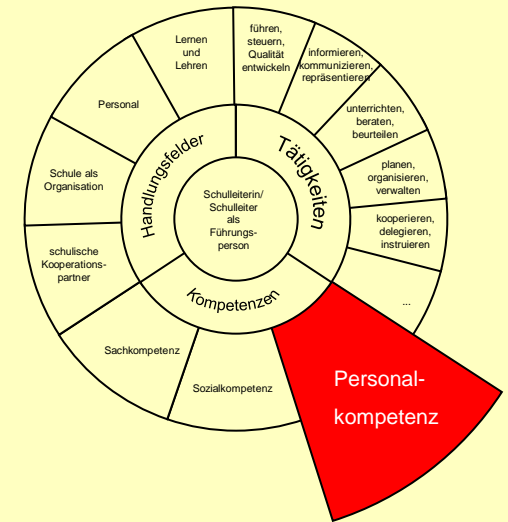 Lernen
und
Lehren
führen,
steuern,
Qualität
entwickeln
informieren,
kommunizieren,
repräsentieren
unterrichten,
beraten,
beurteilen
planen,
organisieren,
verwalten
kooperieren,
delegieren,
instruieren
...
Personal
Schule als
Organisation
schulische
Kooperations-
partner
Handlungsfelder
Tätigkeiten
Kompetenzen
Schulleiterin/
Schulleiter
als
Führungs-
person
Sachkompetenz
Sozialkompetenz
Personal-
kompetenz